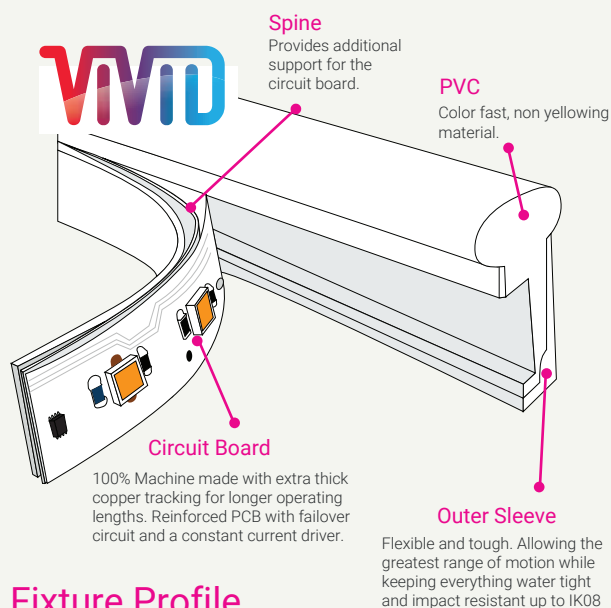 VIVID
Spine
Provides additional
support for the
circuit board.
PVC
Color fast, non yellowing
material.
Circuit Board
100% Machine made with extra thick
copper tracking for longer operating
lengths. Reinforced PCB with failover
circuit and a constant current driver.
Outer Sleeve
Flexible and tough. Allowing the
greatest range of motion while
keeping everything water tight
and impact resistant up to IK08
Fixture Profile